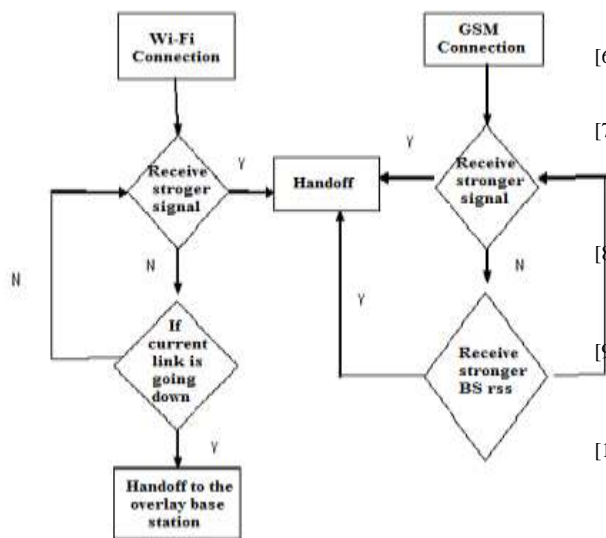 Wi-Fi
Connection
GSM
Connection
[6
[7
Receive
stroger
signal
Y
Handoff
Y
Receive
stronger
signal
N
N
N
[8
Y
If
current
link is
going
down
Receive
stronger
BS rss
[9
Y
[1
Handoff to the
overlay base
station